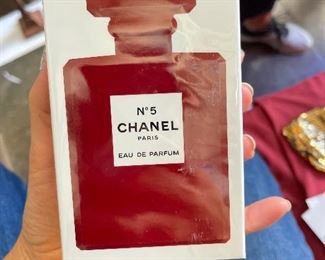 N°5
CHANEL
PARIS
EAU DE PARFUM